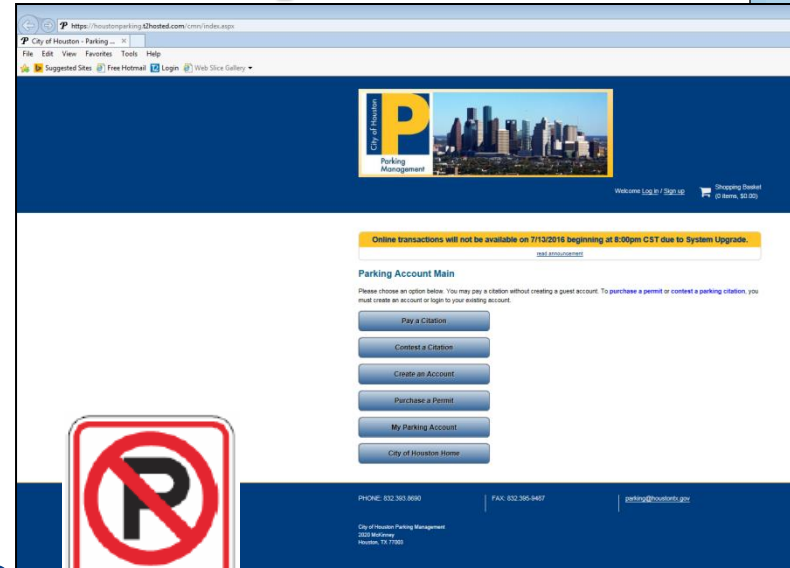 https://houstonparking.t2hosted.com/cmn/index.aspx
City of Houston - Parking ... ×
File Edit View Favorites Tools Help
Suggested Sites Free Hotmail Login Web Slice Gallery
City of Houston
P
Parking
Management
Welcome Log in / Sign up
Shopping Basket
(0 items, $0.00)
Online transactions will not be available on 7/13/2016 beginning at 8:00pm CST due to System Upgrade.
read announcement
Parking Account Main
Please choose an option below. You may pay a citation without creating a guest account. To purchase a permit or contest a parking citation, you
must create an account or login to your existing account.
Pay a Citation
Contest a Citation
Create an Account
Purchase a Permit
My Parking Account
City of Houston Home
P
PHONE: 832.393.8690
FAX: 832.395-9467
parking@houstontx.gov
City of Houston Parking Management
2020 McKinney
Houston, TX 77003